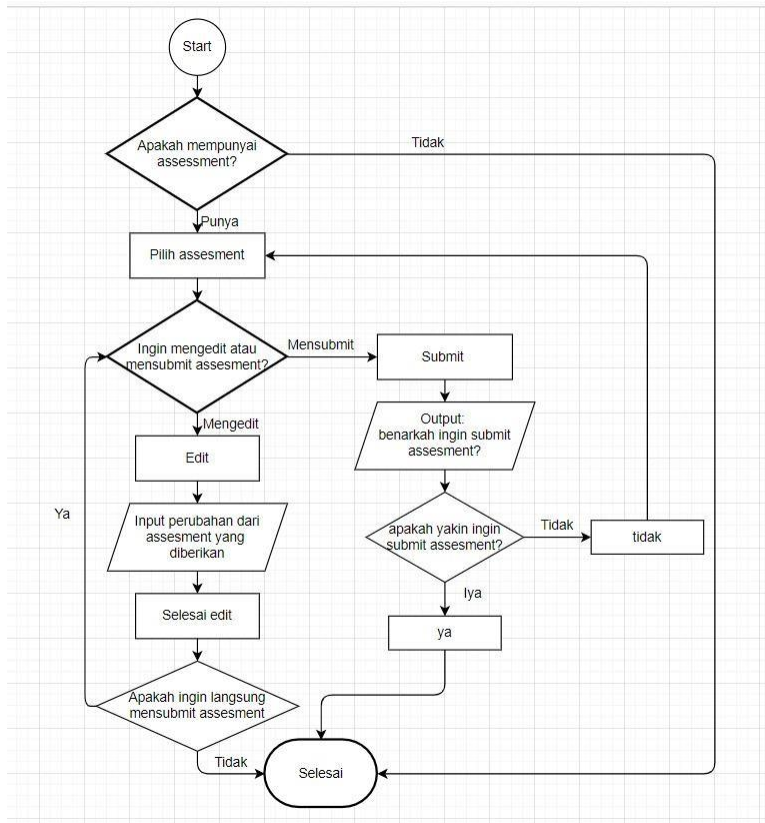 Start
Apakah mempunyai
assessment?
Tidak
Punya
Pilih assesment
Ingin mengedit atau
mensubmit assesment?
Mensubmit
Submit
Mengedit
Output:
benarkah ingin submit
assesment?
Edit
Ya
Input perubahan dari
assesment yang
diberikan
apakah yakin ingin
submit assesment?
Tidak
tidak
Iya
Selesai edit
ya
Apakah ingin langsung
mensubmit assesment
Tidak
Selesai